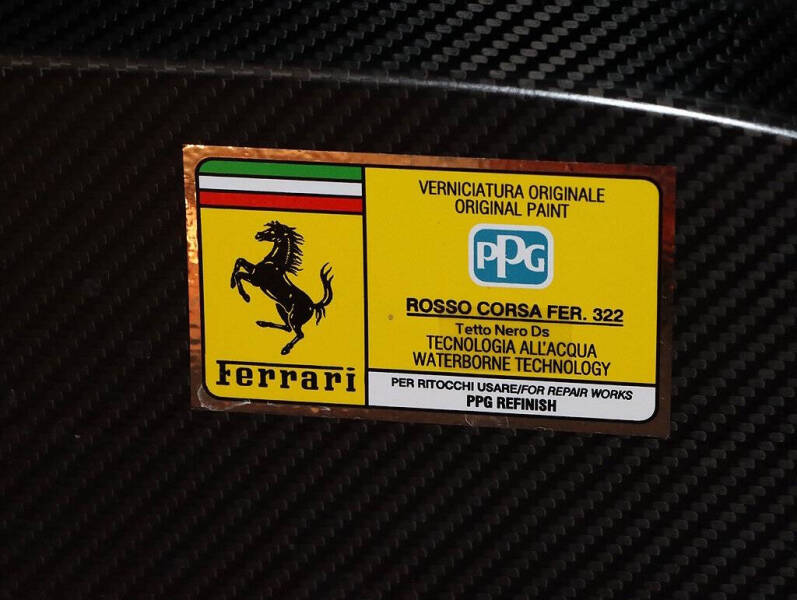 Ferrari
VERNICIATURA ORIGINALE
ORIGINAL PAINT
PPG
ROSSO CORSA FER. 322
Tetto Nero Ds
TECNOLOGIA ALL'ACQUA
WATERBORNE TECHNOLOGY
PER RITOCCHI USARE/FOR REPAIR WORKS
PPG REFINISH